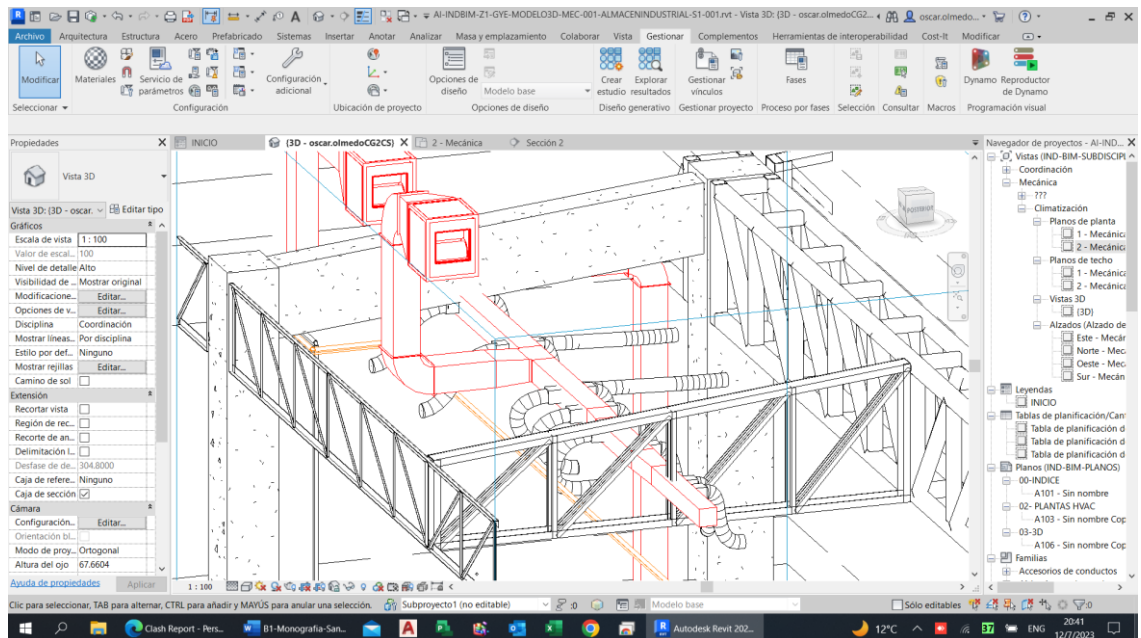 AI-INDBIM-Z1-GYE-MODELO3D-MEC-001-ALMACENINDUSTRIAL-S1-001.rvt - Vista 3D: {3D - oscar.olmedoCG2... oscar.olmedo...
Archivo Arquitectura Estructura Acero Prefabricado Sistemas Insertar Anotar Analizar Masa y emplazamiento Colaborar Vista Gestionar Complementos Herramientas de interoperabilidad Cost-It Modificar
Modificar Materiales Servicio de parámetros Configuración adicional Opciones de diseño Modelo base Crear estudio Explorar resultados Gestionar vínculos Fases Dynamo Reproductor de Dynamo
Seleccionar Configuración Ubicación de proyecto Opciones de diseño Diseño generativo Gestionar proyecto Proceso por fases Selección Consultar Macros Programación visual
Propiedades X INICIO {3D - oscar.olmedoCG2CS} X 2 - Mecánica Sección 2 Navegador de proyectos - AI-IND... X
Vista 3D
Vista 3D: {3D - oscar. Editar tipo
Gráficos
Escala de vista 1 : 100
Valor de escal... 100
Nivel de detalle Alto
Visibilidad de ... Mostrar original
Modificacione... Editar...
Opciones de v... Editar...
Disciplina Coordinación
Mostrar líneas... Por disciplina
Estilo por def... Ninguno
Mostrar rejillas Editar...
Camino de sol
Extensión
Recortar vista
Región de rec...
Recorte de an...
Delimitación l...
Desfase de de... 304.8000
Caja de refere... Ninguno
Caja de sección
Cámara
Configuración... Editar...
Orientación bl...
Modo de proy... Ortogonal
Altura del ojo 67.6604
Ayuda de propiedades Aplicar
Vistas (IND-BIM-SUBDISCIPL
Coordinación
Mecánica
???
Climatización
Planos de planta
1 - Mecánica
2 - Mecánica
Planos de techo
1 - Mecánica
2 - Mecánica
Vistas 3D
{3D}
Alzados (Alzado de
Este - Mecár
Norte - Mec
Oeste - Mec
Sur - Mecán
Leyendas
INICIO
Tablas de planificación/Cant
Tabla de planificación d
Tabla de planificación d
Tabla de planificación d
Planos (IND-BIM-PLANOS)
00-INDICE
A101 - Sin nombre
02- PLANTAS HVAC
A103 - Sin nombre Cop
03-3D
A106 - Sin nombre Cop
Familias
Accesorios de conductos
1 : 100
Clic para seleccionar, TAB para alternar, CTRL para añadir y MAYÚS para anular una selección. Subproyecto1 (no editable) :0 Modelo base Sólo editables :0
Clash Report - Pers... B1-Monografia-San... Autodesk Revit 202... 12°C 37 ENG 20:41
12/7/2023